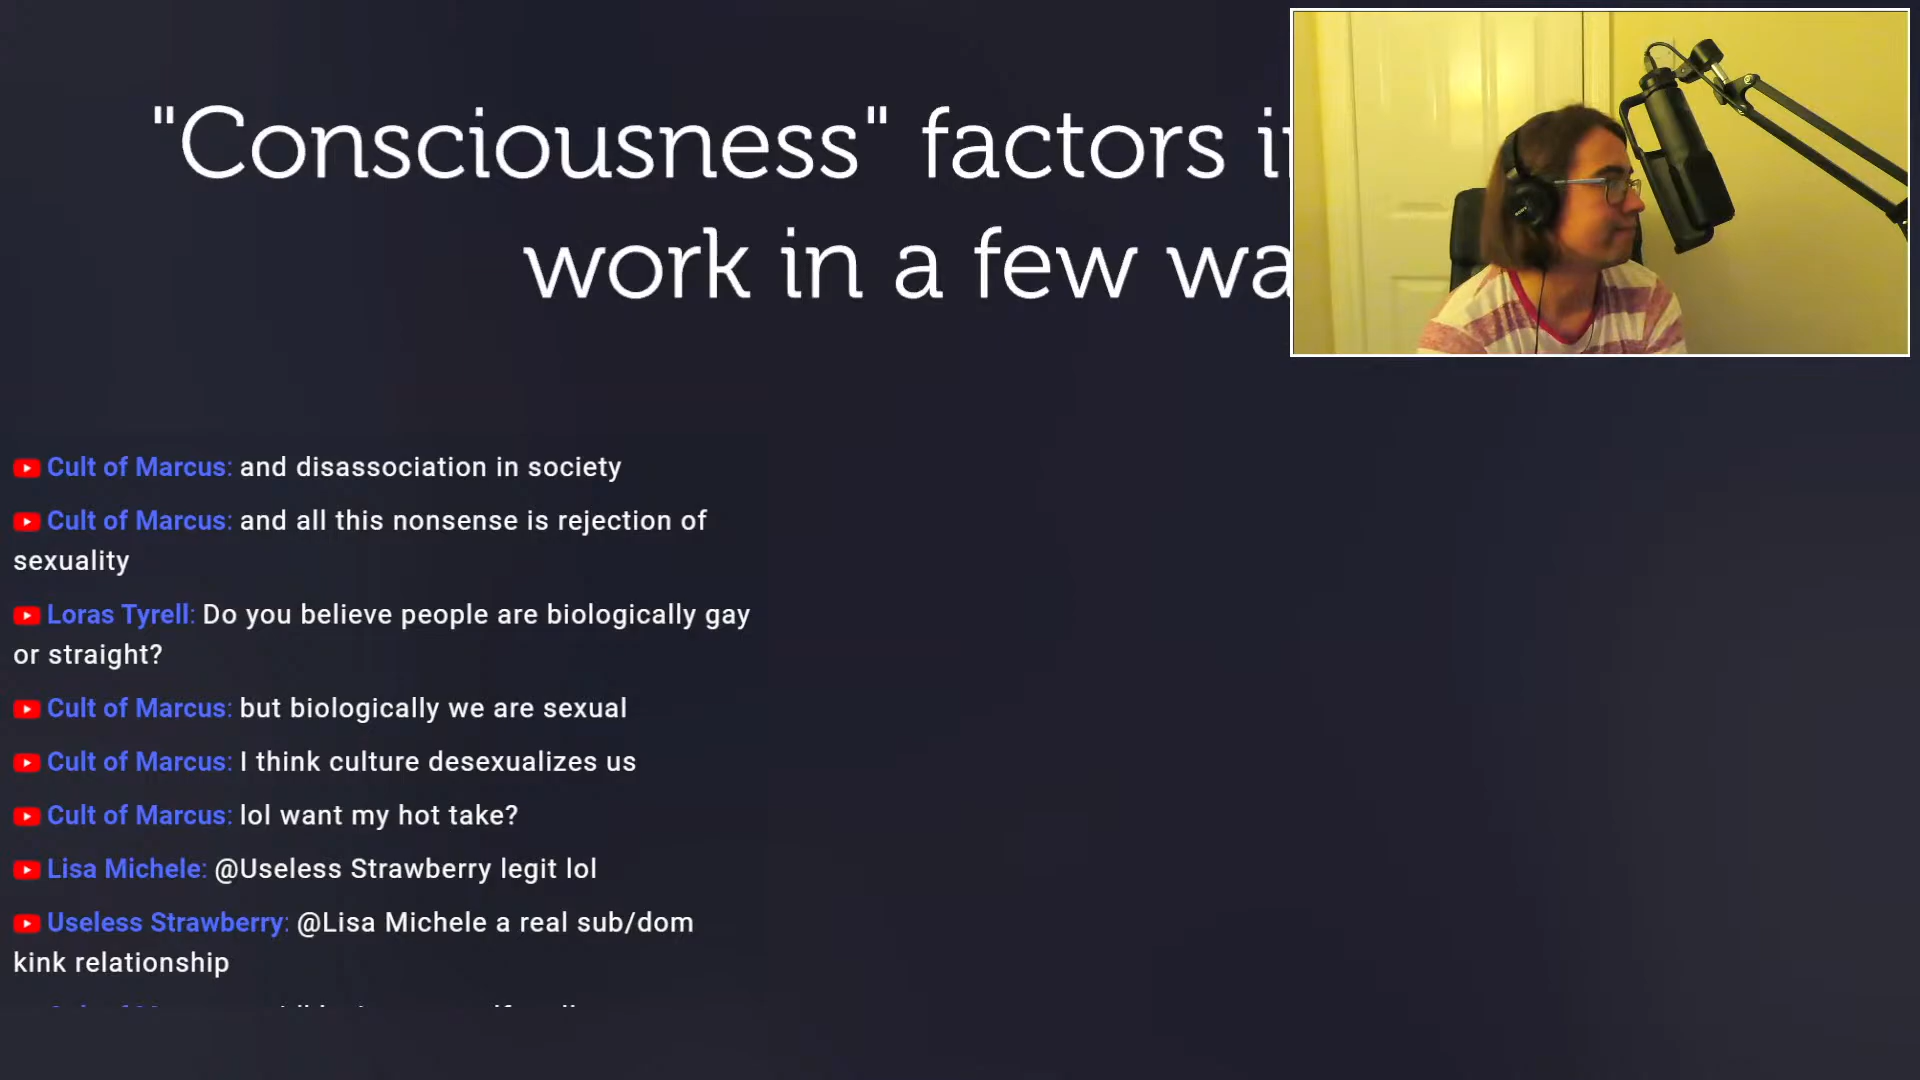 "Consciousness" factors
work in a few
Cult of Marcus: and disassociation in society
Cult of Marcus: and all this nonsense is rejection of
sexuality
Loras Tyrell: Do you believe people are biologically gay
or straight?
Cult of Marcus: but biologically we are sexual
Cult of Marcus: I think culture desexualizes us
Cult of Marcus: lol want my hot take?
Lisa Michele: @Useless Strawberry legit lol
Useless Strawberry: @Lisa Michele a real sub/dom
kink relationship